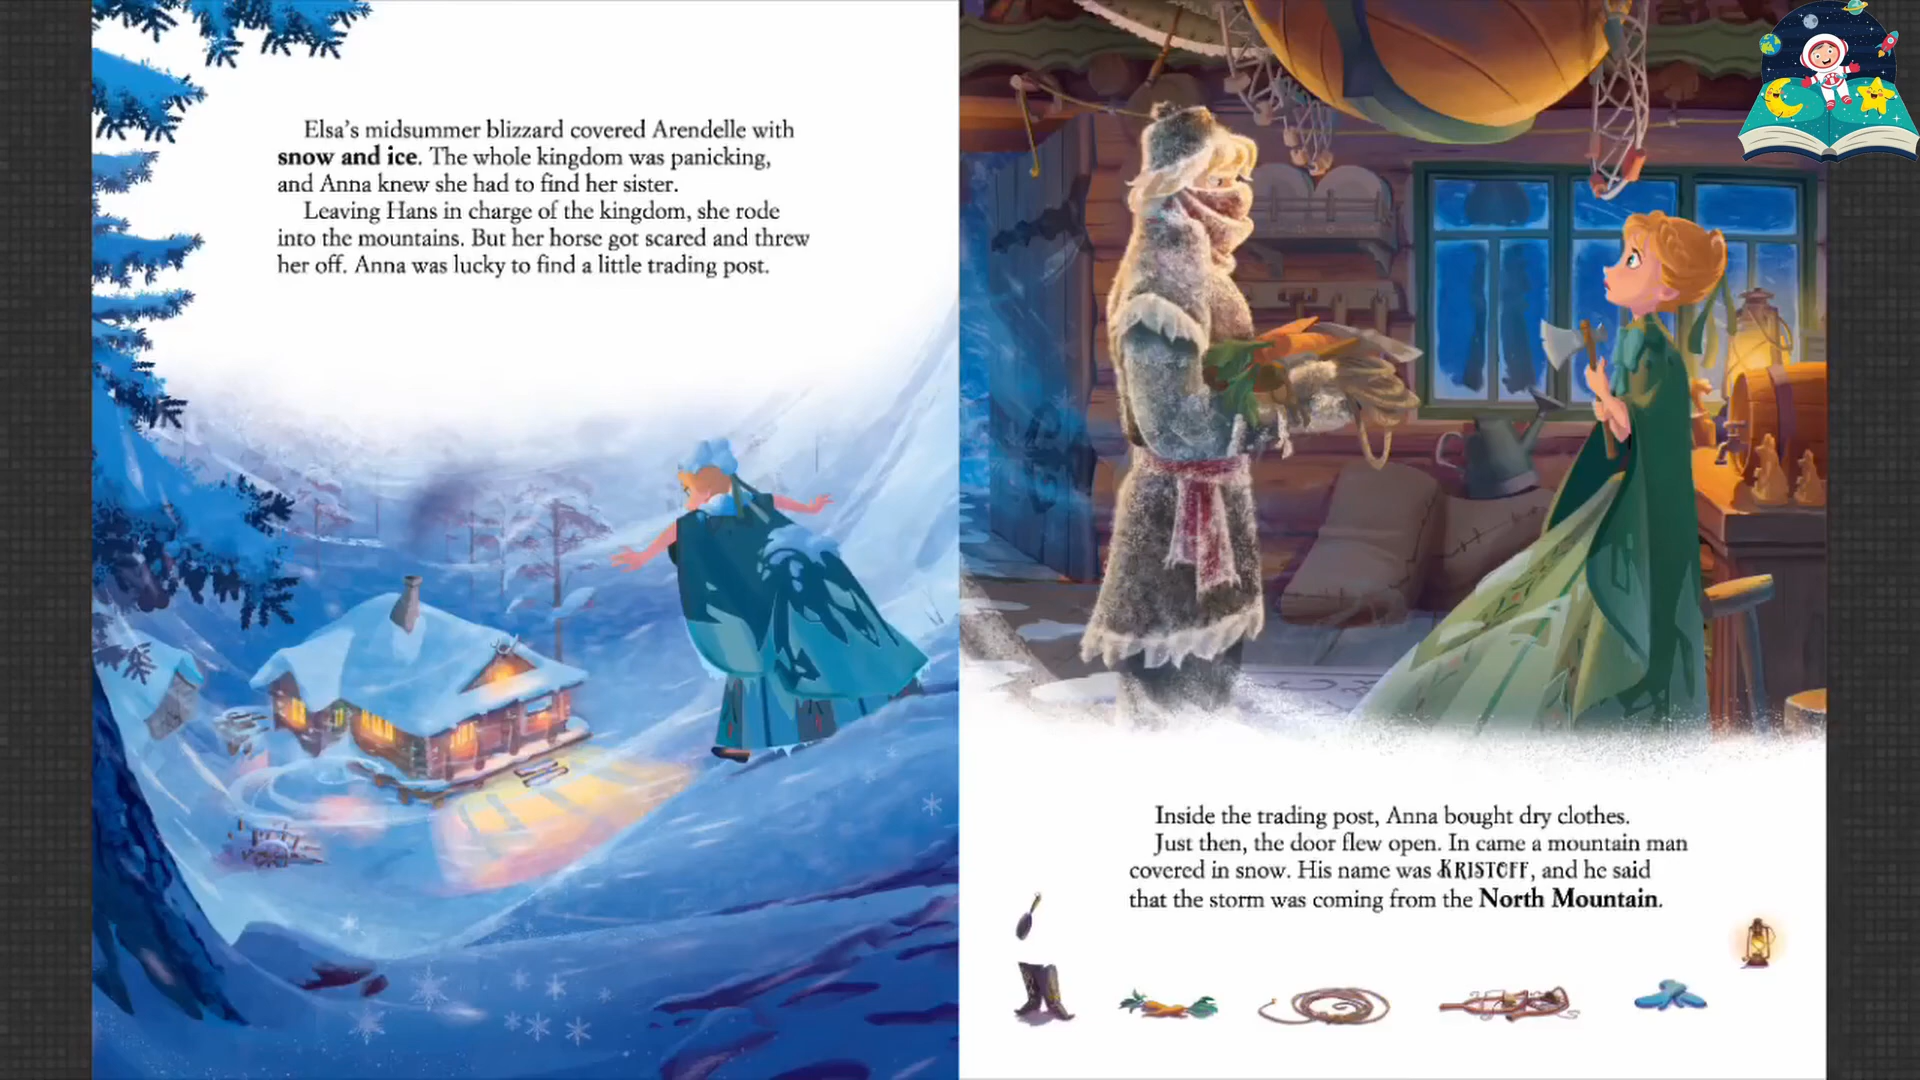 Elsa's midsummer blizzard covered Arendelle with
snow and ice. The whole kingdom was panicking,
and Anna knew she had to find her sister.
Leaving Hans in charge of the kingdom, she rode
into the mountains. But her horse got scared and threw
her off. Anna was lucky to find a little trading post.
Inside the trading post, Anna bought dry clothes.
Just then, the door flew open. In came a mountain man
covered in snow. His name was KRISTOFF, and he said
that the storm was coming from the North Mountain.